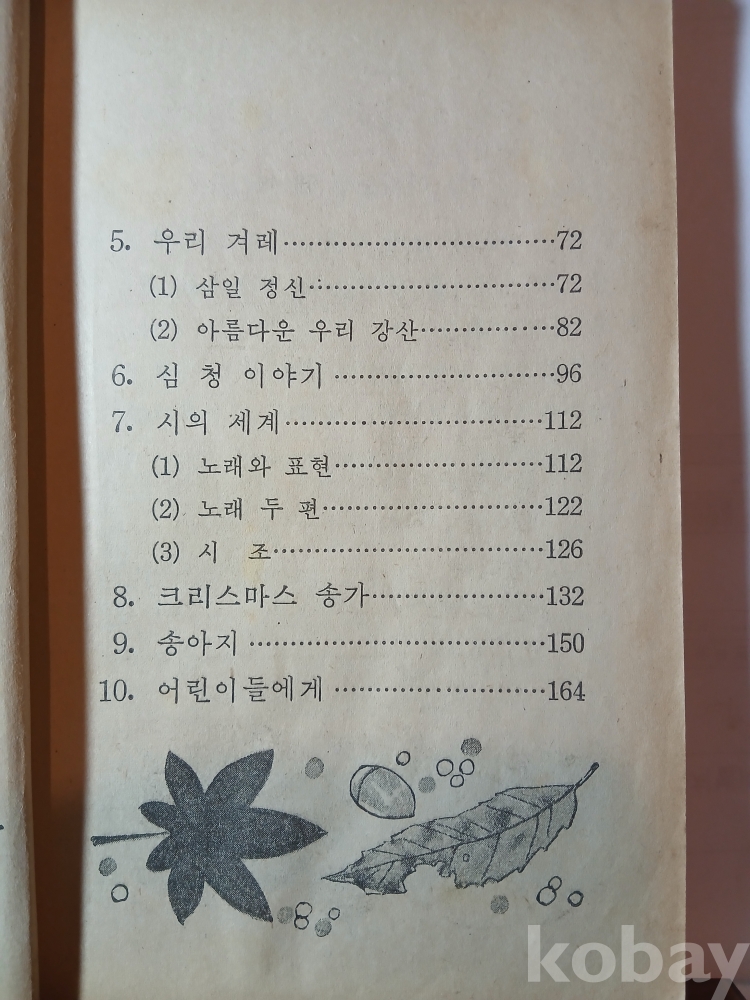 5. 우리 겨레 ································ 72
(1) 삼일 정신 ······························ 72
(2) 아름다운 우리 강산 ················ 82
6. 심 청 이야기 ··························· 96
7. 시의 세계 ································ 112
(1) 노래와 표현 ··························· 112
(2) 노래 두 편 ····························· 122
(3) 시 조 ···································· 126
8. 크리스마스 송가 ······················ 132
9. 송아지 ···································· 150
10. 어린이들에게 ························· 164
kobay